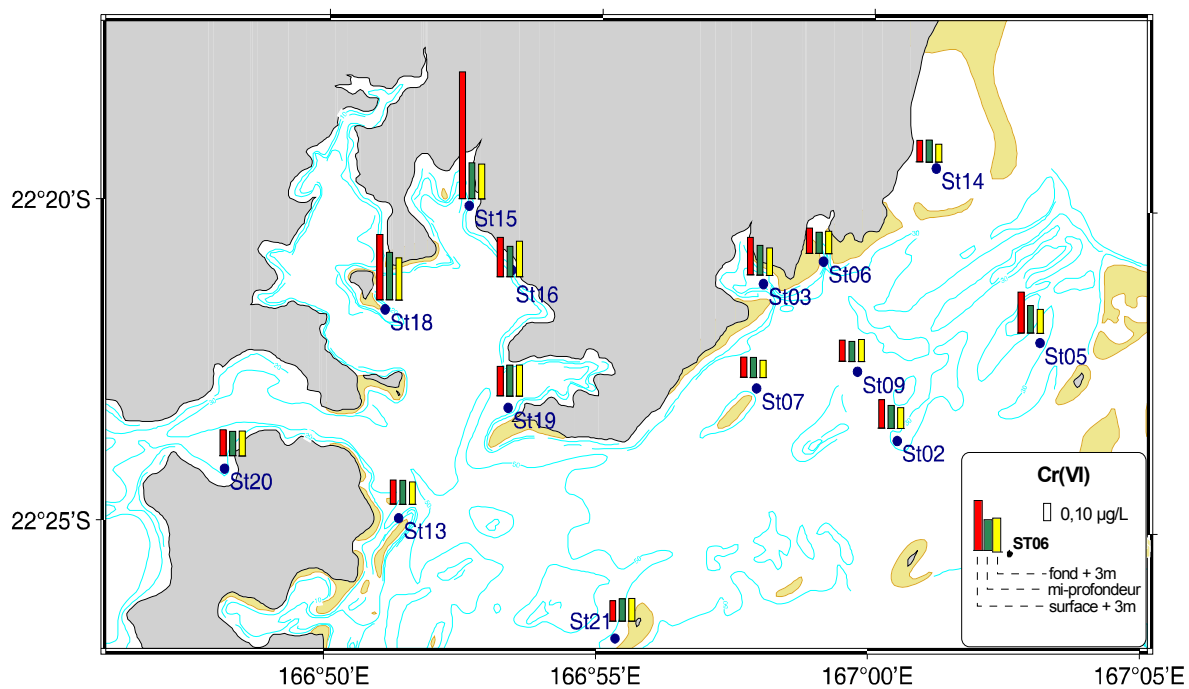 22°20'S
22°25'S
St14
St15
St06
St16
St03
St18
St05
St09
St07
St19
St02
St20
St13
St21
Cr(VI)
0,10 µg/L
ST06
fond + 3m
mi-profondeur
surface + 3m
166°50'E
166°55'E
167°00'E
167°05'E